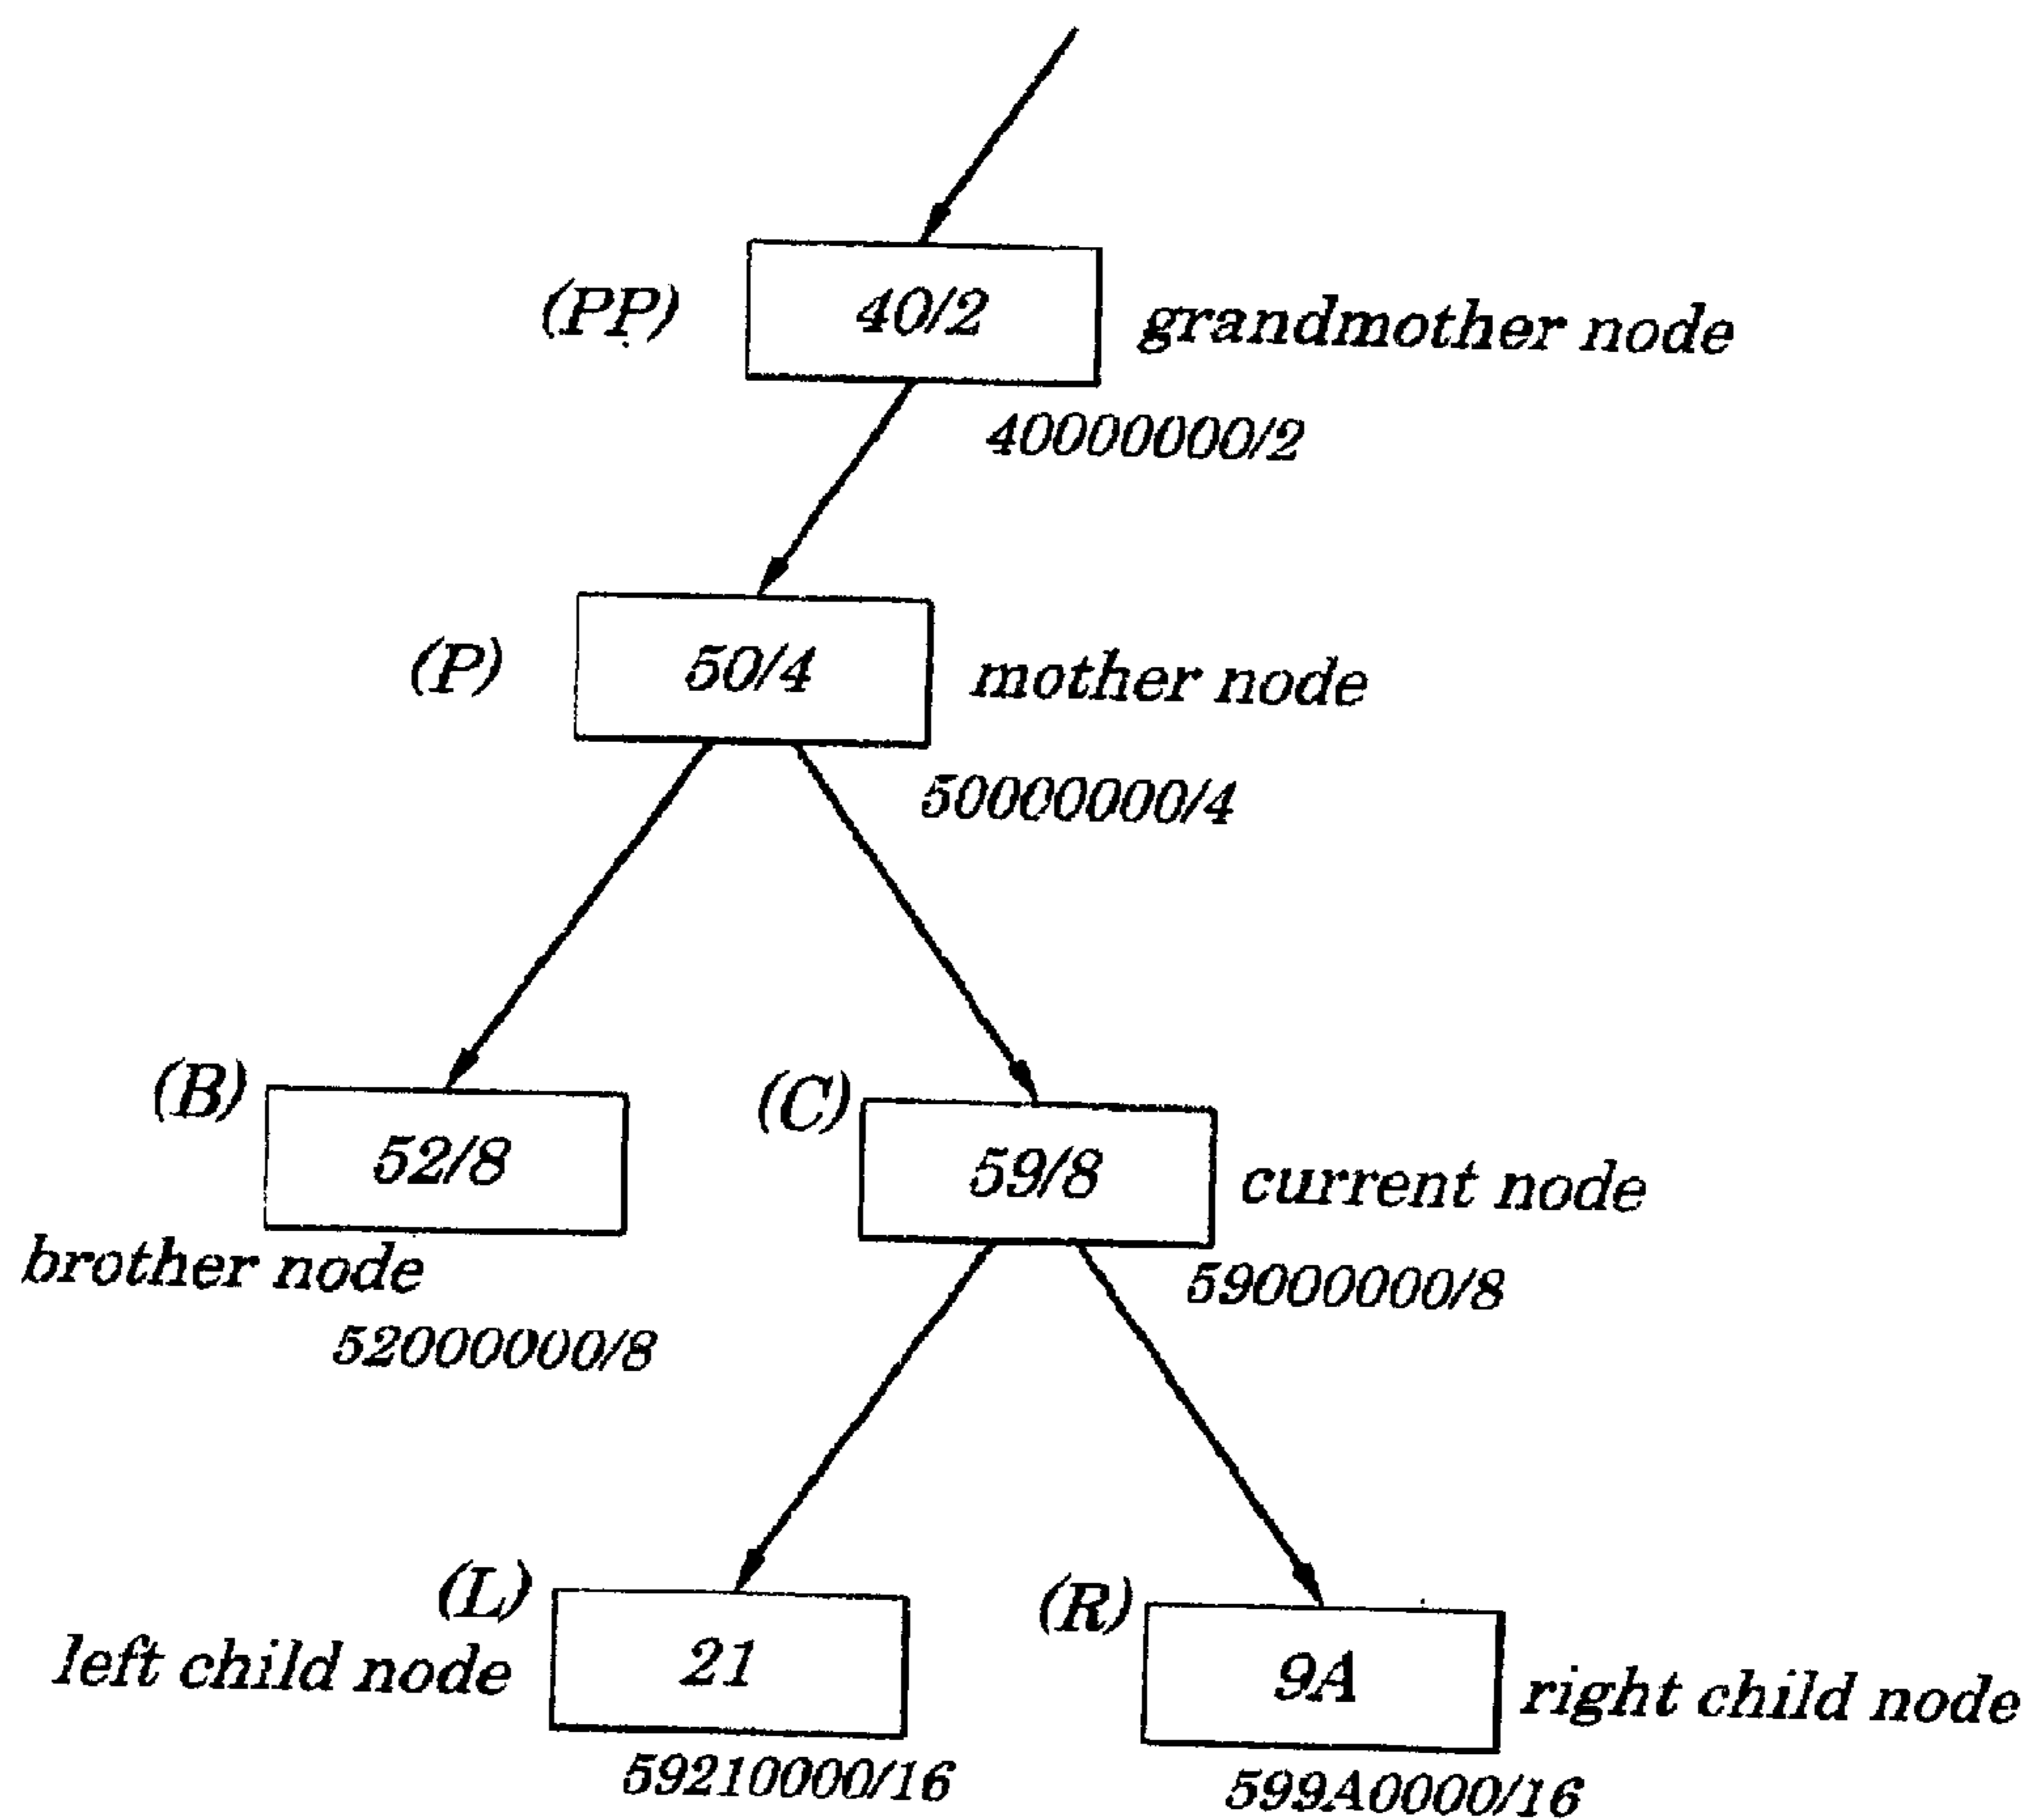 (PP)
40/2
grandmother node
40000000/2
(P)
50/4
mother node
50000000/4
(B)
52/8
brother node
52000000/8
(C)
59/8
current node
59000000/8
(L)
left child node
21
59210000/16
(R)
9A
right child node
599A0000/16